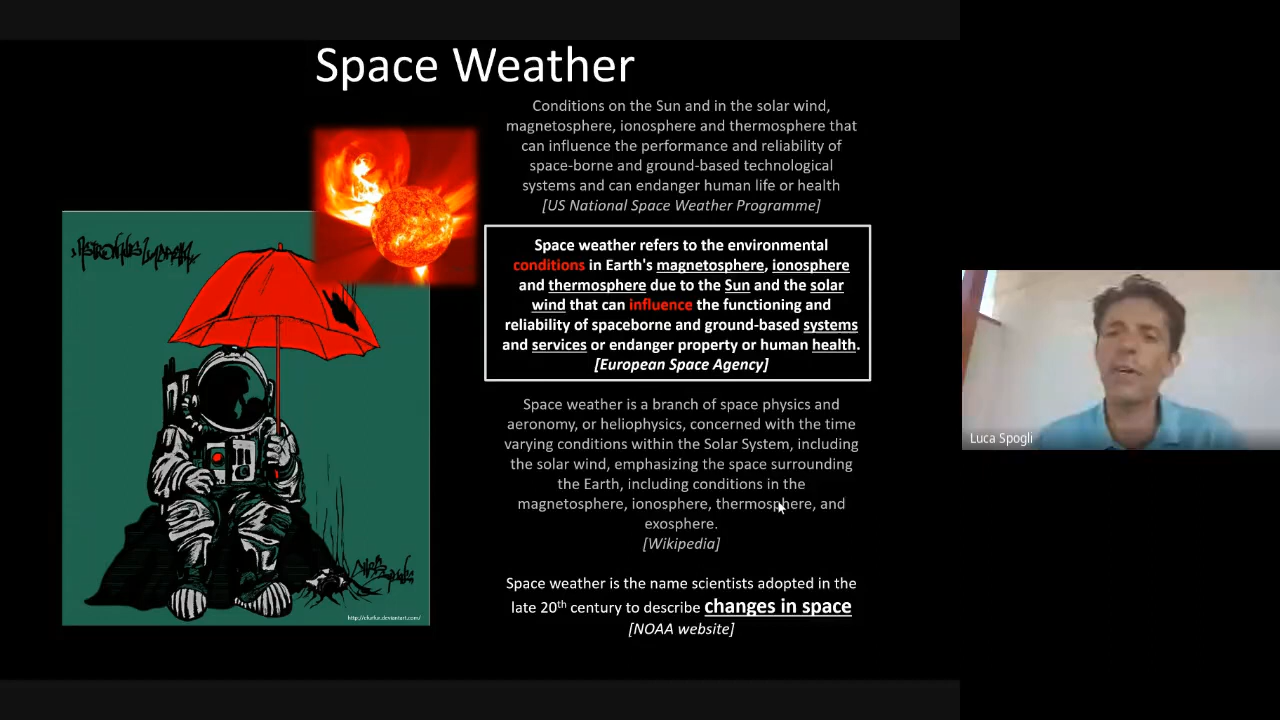 Space Weather
Conditions on the Sun and in the solar wind,
magnetosphere, ionosphere and thermosphere that
can influence the performance and reliability of
space-borne and ground-based technological
systems and can endanger human life or health
[US National Space Weather Programme]
Space weather refers to the environmental
conditions in Earth's magnetosphere, ionosphere
and thermosphere due to the Sun and the solar
wind that can influence the functioning and
reliability of spaceborne and ground-based systems
and services or endanger property or human health.
[European Space Agency]
Space weather is a branch of space physics and
aeronomy, or heliophysics, concerned with the time
varying conditions within the Solar System, including
the solar wind, emphasizing the space surrounding
the Earth, including conditions in the
magnetosphere, ionosphere, thermosphere, and
exosphere.
[Wikipedia]
Space weather is the name scientists adopted in the
late 20th century to describe changes in space
[NOAA website]
Luca Spogli